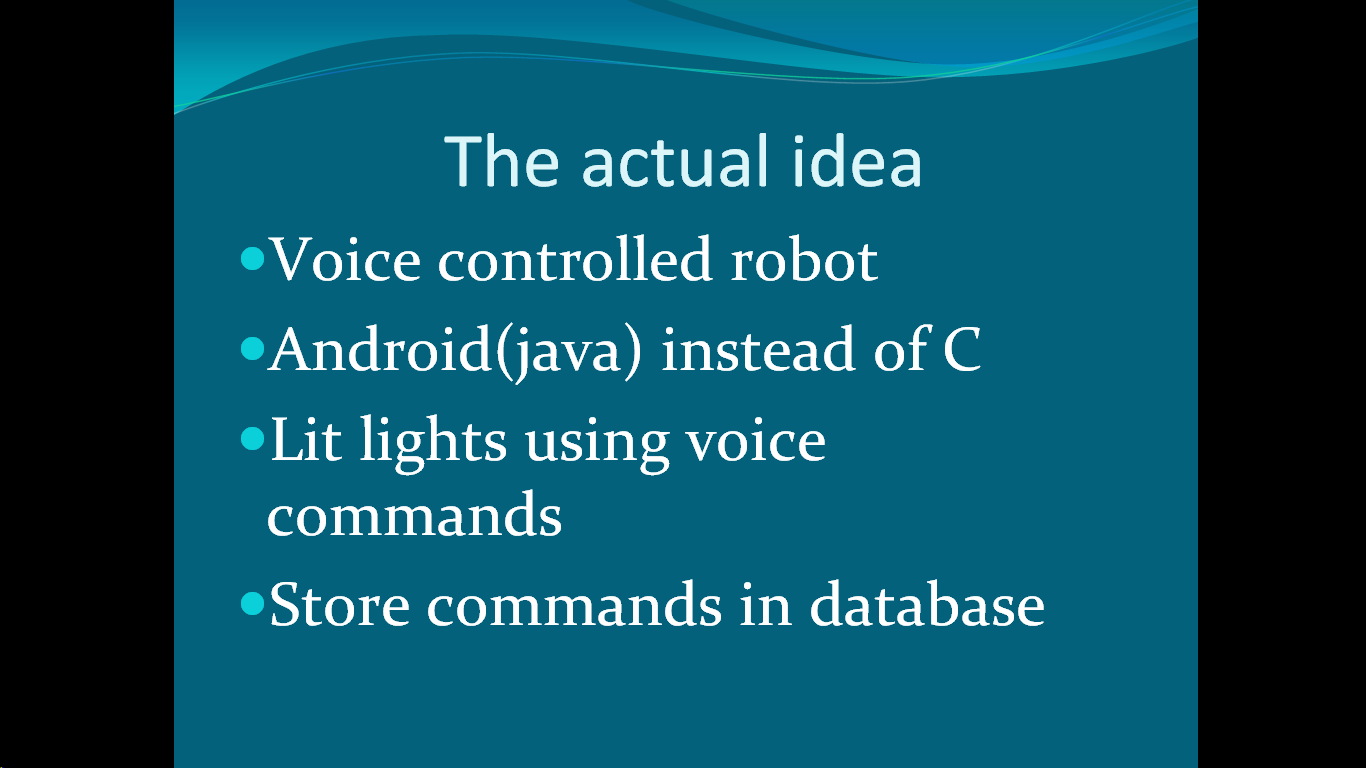 The actual idea
•Voice controlled robot
•Android(java) instead of C
•Lit lights using voice
commands
•Store commands in database